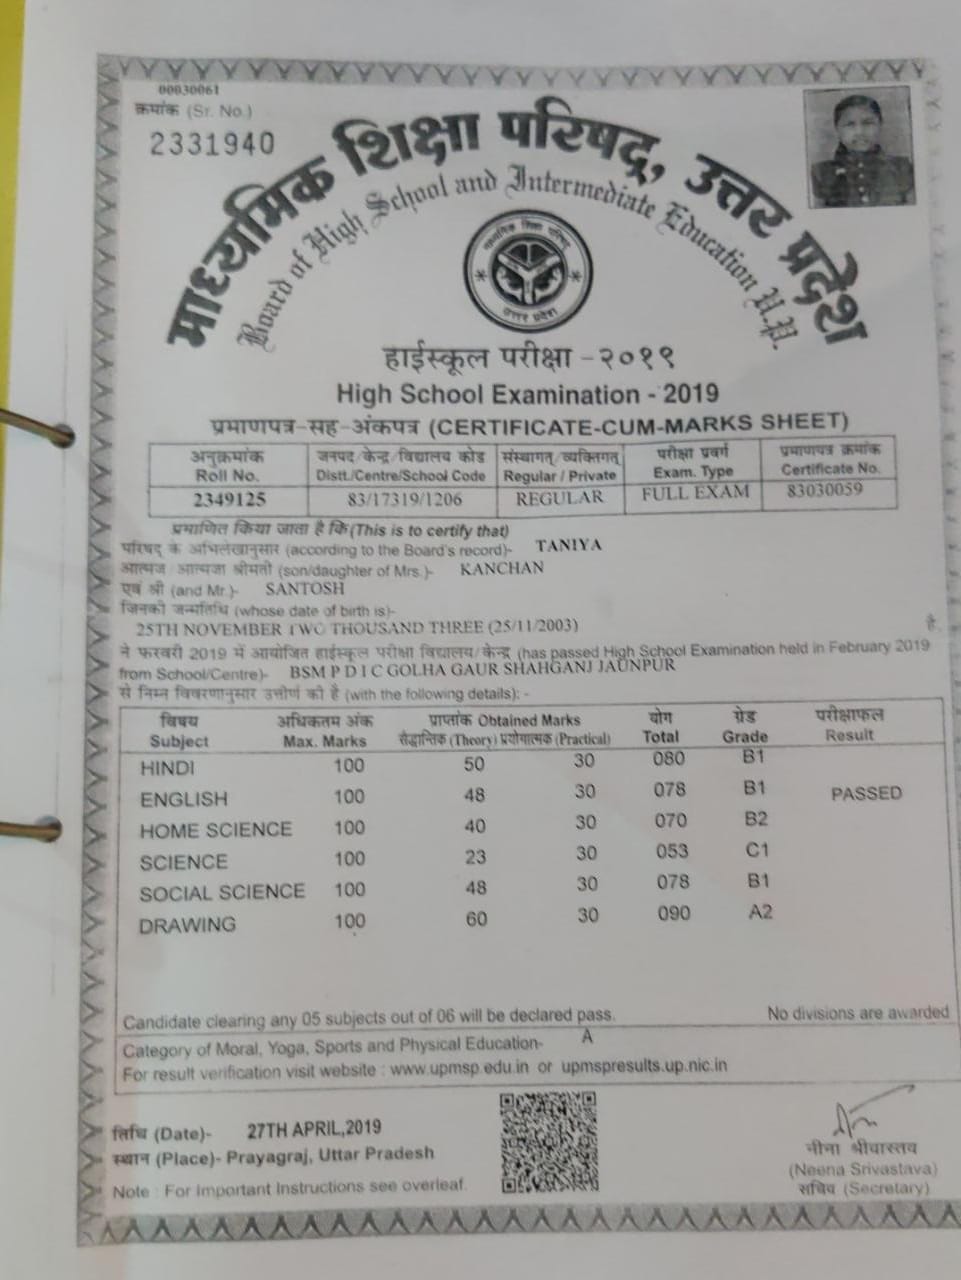 00030061
क्रमांक (Sr. No.)
2331940
माध्यमिक शिक्षा परिषद्, उत्तर प्रदेश
Board of High School and Intermediate Education U.P.
माध्यमिक शिक्षा परिषद्
उत्तर प्रदेश
हाईस्कूल परीक्षा -२०१९
High School Examination - 2019
प्रमाणपत्र-सह-अंकपत्र (CERTIFICATE-CUM-MARKS SHEET)
अनुक्रमांक जनपद/केन्द्र/विद्यालय कोड संस्थागत्/व्यक्तिगत् परीक्षा प्रवर्ग प्रमाणपत्र क्रमांक
Roll No. Distt./Centre/School Code Regular / Private Exam. Type Certificate No.
2349125 83/17319/1206 REGULAR FULL EXAM 83030059
प्रमाणित किया जाता है कि (This is to certify that)
परिषद् के अभिलेखानुसार (according to the Board's record)- TANIYA
आत्मज/आत्मजा श्रीमती (son/daughter of Mrs.)- KANCHAN
एवं श्री (and Mr.)- SANTOSH
जिनकी जन्मतिथि (whose date of birth is)-
25TH NOVEMBER TWO THOUSAND THREE (25/11/2003) है,
ने फरवरी 2019 में आयोजित हाईस्कूल परीक्षा विद्यालय/केन्द्र (has passed High School Examination held in February 2019
from School/Centre)- BSM P D I C GOLHA GAUR SHAHGANJ JAUNPUR
से निम्न विवरणानुसार उत्तीर्ण की है (with the following details): -
विषय अधिकतम अंक प्राप्तांक Obtained Marks योग ग्रेड परीक्षाफल
Subject Max. Marks सैद्धान्तिक (Theory) प्रयोगात्मक (Practical) Total Grade Result
HINDI 100 50 30 080 B1
ENGLISH 100 48 30 078 B1 PASSED
HOME SCIENCE 100 40 30 070 B2
SCIENCE 100 23 30 053 C1
SOCIAL SCIENCE 100 48 30 078 B1
DRAWING 100 60 30 090 A2
Candidate clearing any 05 subjects out of 06 will be declared pass. No divisions are awarded
Category of Moral, Yoga, Sports and Physical Education- A
For result verification visit website : www.upmsp.edu.in or upmspresults.up.nic.in
तिथि (Date)- 27TH APRIL,2019
स्थान (Place)- Prayagraj, Uttar Pradesh
Note : For Important Instructions see overleaf.
नीना श्रीवास्तव
(Neena Srivastava)
सचिव (Secretary)